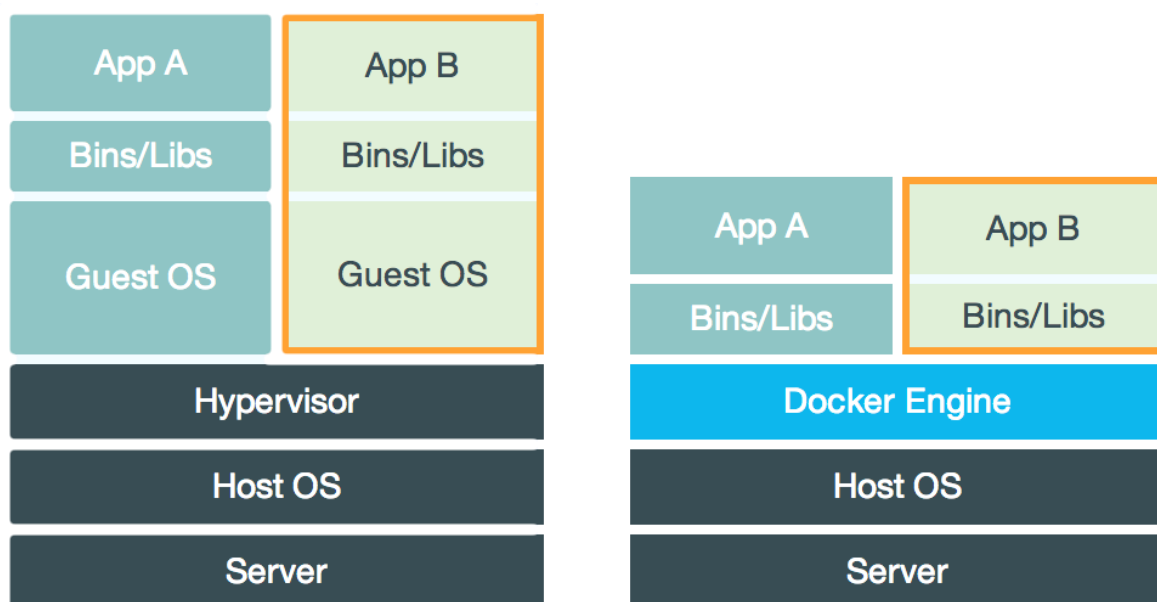 App A
App B
Bins/Libs
Bins/Libs
Guest OS
Guest OS
Hypervisor
Host OS
Server
App A
App B
Bins/Libs
Bins/Libs
Docker Engine
Host OS
Server